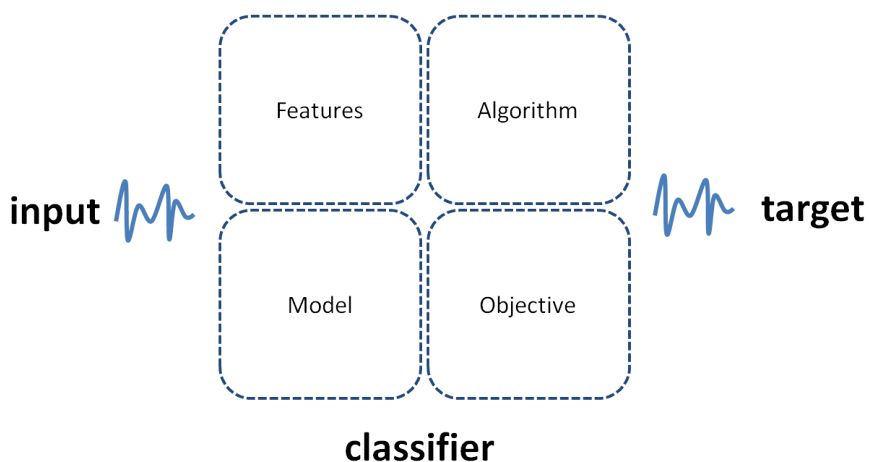 Features
Algorithm
input
target
Model
Objective
classifier